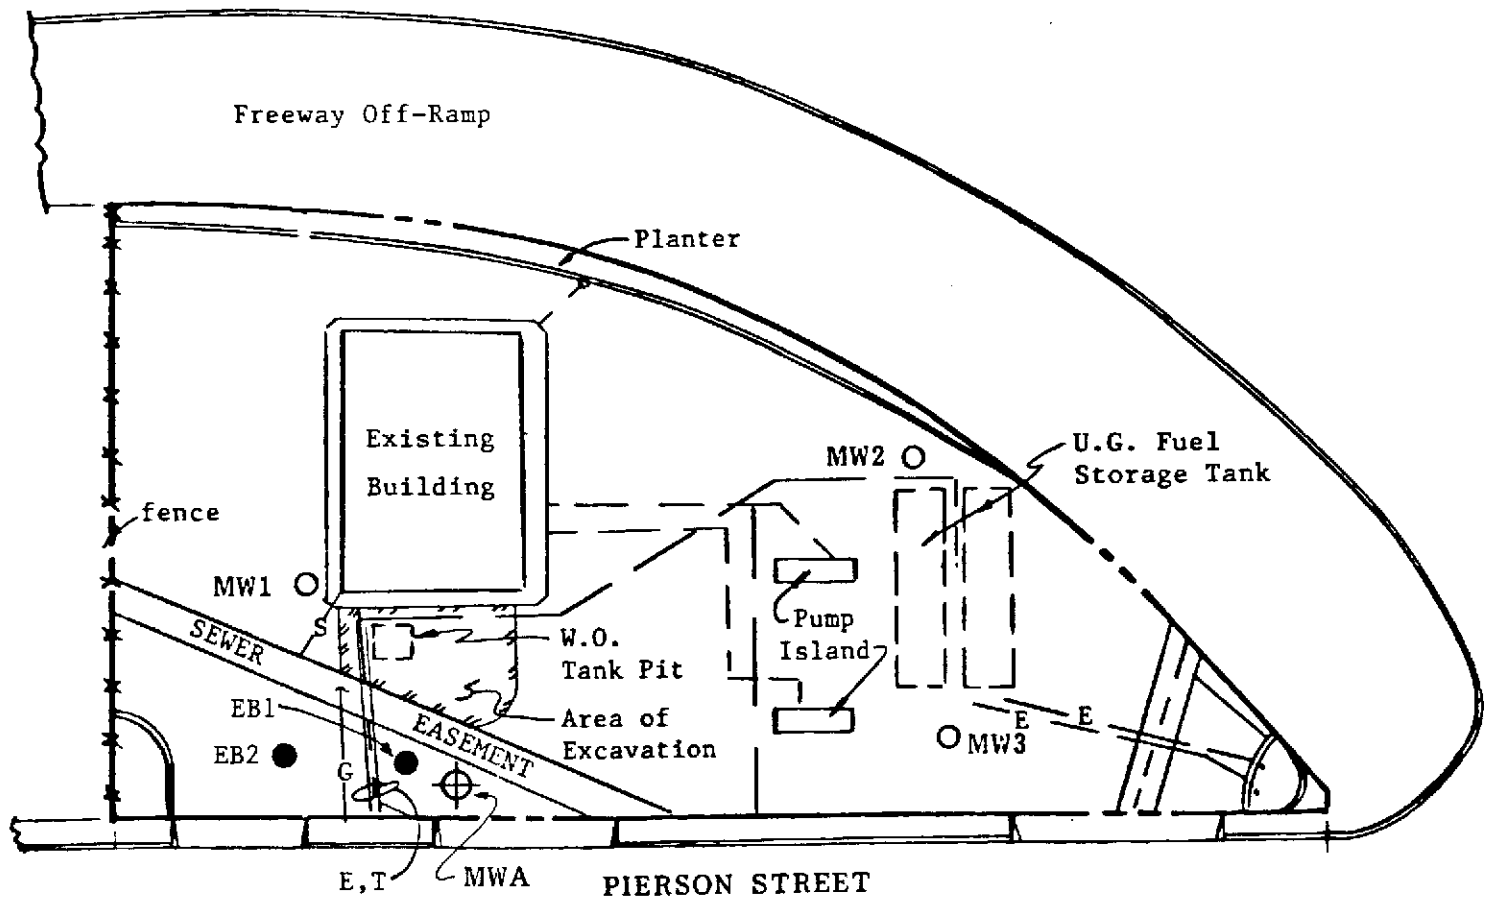 Freeway Off-Ramp
Planter
Existing
Building
MW2
U.G. Fuel
Storage Tank
fence
MW1
S
SEWER
EASEMENT
W.O.
Tank Pit
Pump
Island
EB1
Area of
Excavation
EB2
G
E
E
MW3
E,T
MWA
PIERSON STREET